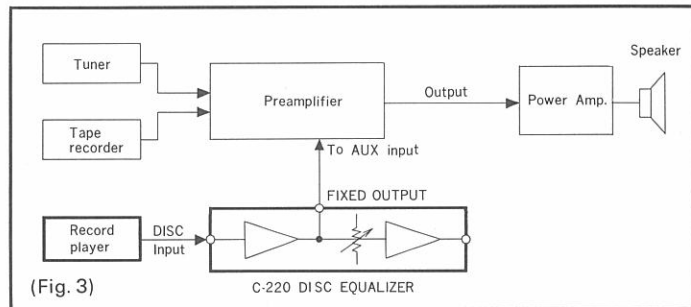 Tuner
Tape
recorder
Preamplifier
Output
Power Amp.
Speaker
To AUX input
FIXED OUTPUT
Record
player
DISC
Input
C-220 DISC EQUALIZER
(Fig. 3)